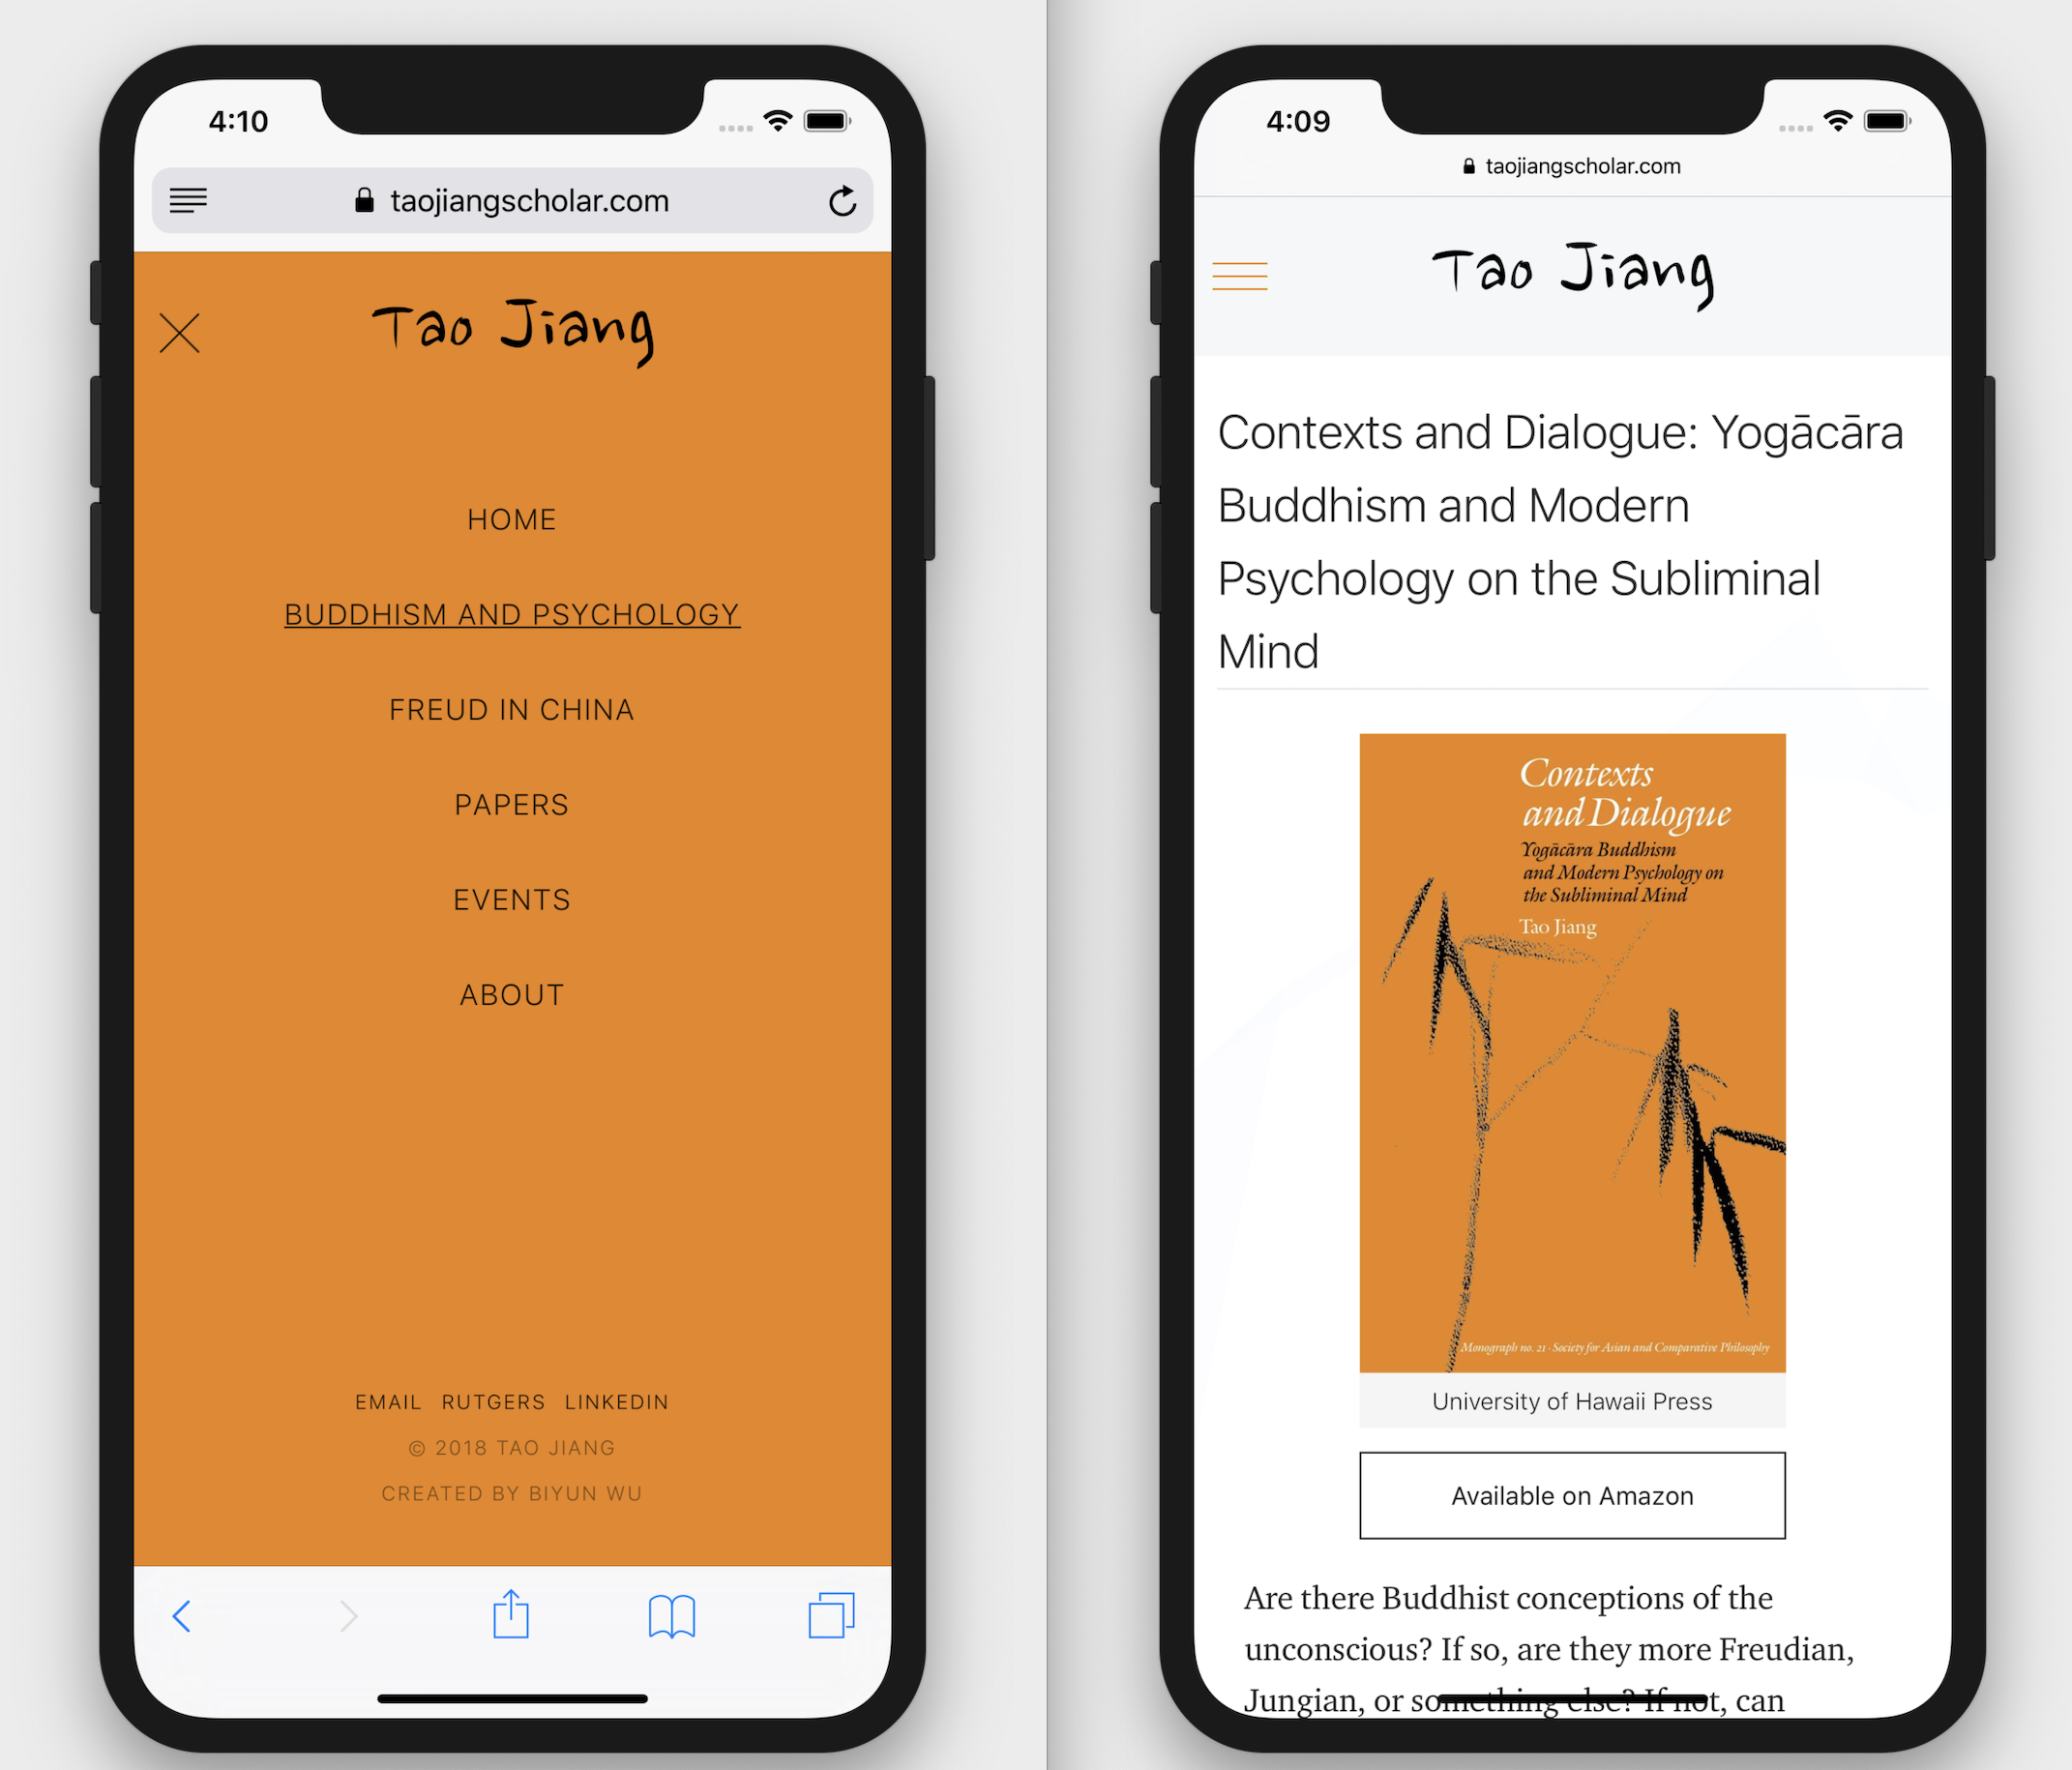 4:10
taojiangscholar.com
Tao Jiang
HOME
BUDDHISM AND PSYCHOLOGY
FREUD IN CHINA
PAPERS
EVENTS
ABOUT
EMAIL RUTGERS LINKEDIN
© 2018 TAO JIANG
CREATED BY BIYUN WU
4:09
taojiangscholar.com
Tao Jiang
Contexts and Dialogue: Yogācāra
Buddhism and Modern
Psychology on the Subliminal
Mind
Contexts
and Dialogue
Yogācāra Buddhism
and Modern Psychology on
the Subliminal Mind
Tao Jiang
Monograph no. 21 · Society for Asian and Comparative Philosophy
University of Hawaii Press
Available on Amazon
Are there Buddhist conceptions of the
unconscious? If so, are they more Freudian,
Jungian, or something else? If not, can